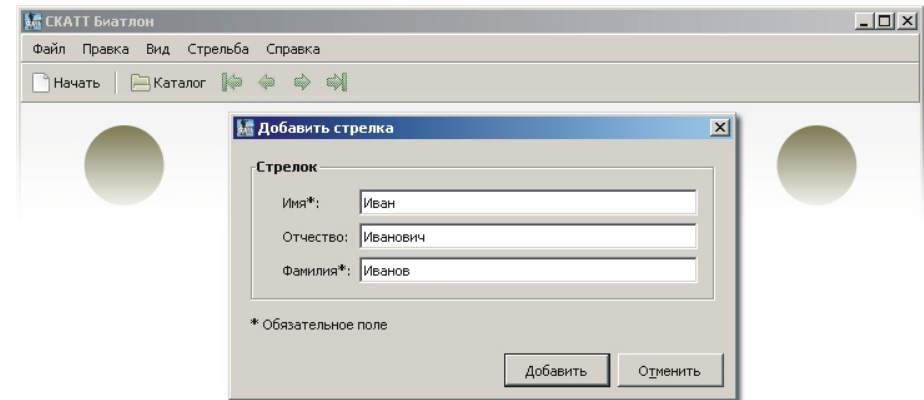 СКАТТ Биатлон
Файл Правка Вид Стрельба Справка
Начать Каталог
Добавить стрелка
Стрелок
Имя*: Иван
Отчество: Иванович
Фамилия*: Иванов
* Обязательное поле
Добавить Отменить